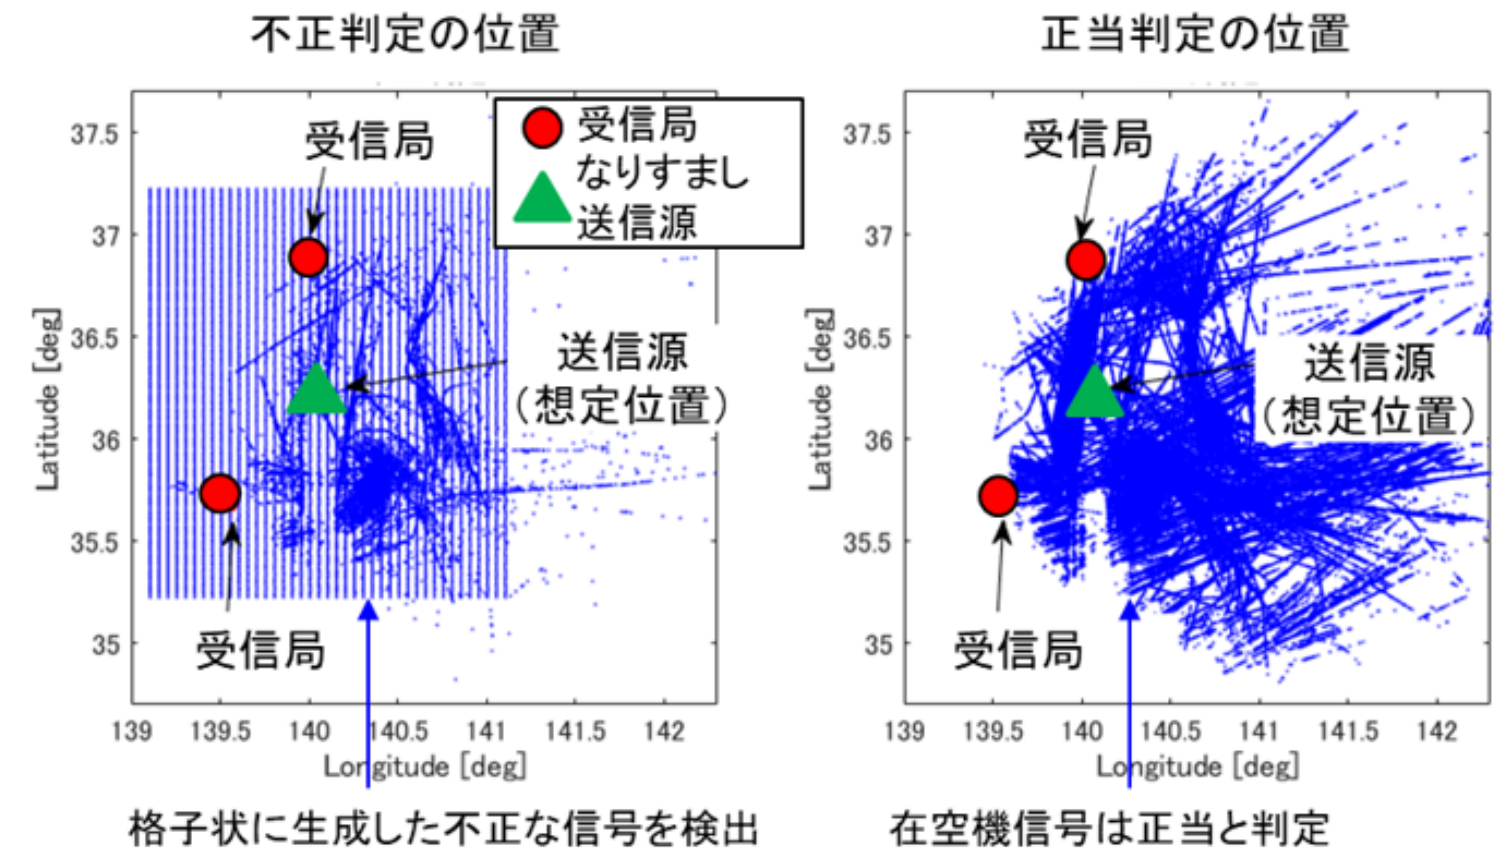 不正判定の位置
受信局
なりすまし
送信源
受信局
送信源
（想定位置）
受信局
37.5
37
36.5
36
35.5
35
Latitude [deg]
139
139.5
140
140.5
141
141.5
142
Longitude [deg]
格子状に生成した不正な信号を検出
正当判定の位置
受信局
送信源
（想定位置）
受信局
37.5
37
36.5
36
35.5
35
Latitude [deg]
139
139.5
140
140.5
141
141.5
142
Longitude [deg]
在空機信号は正当と判定